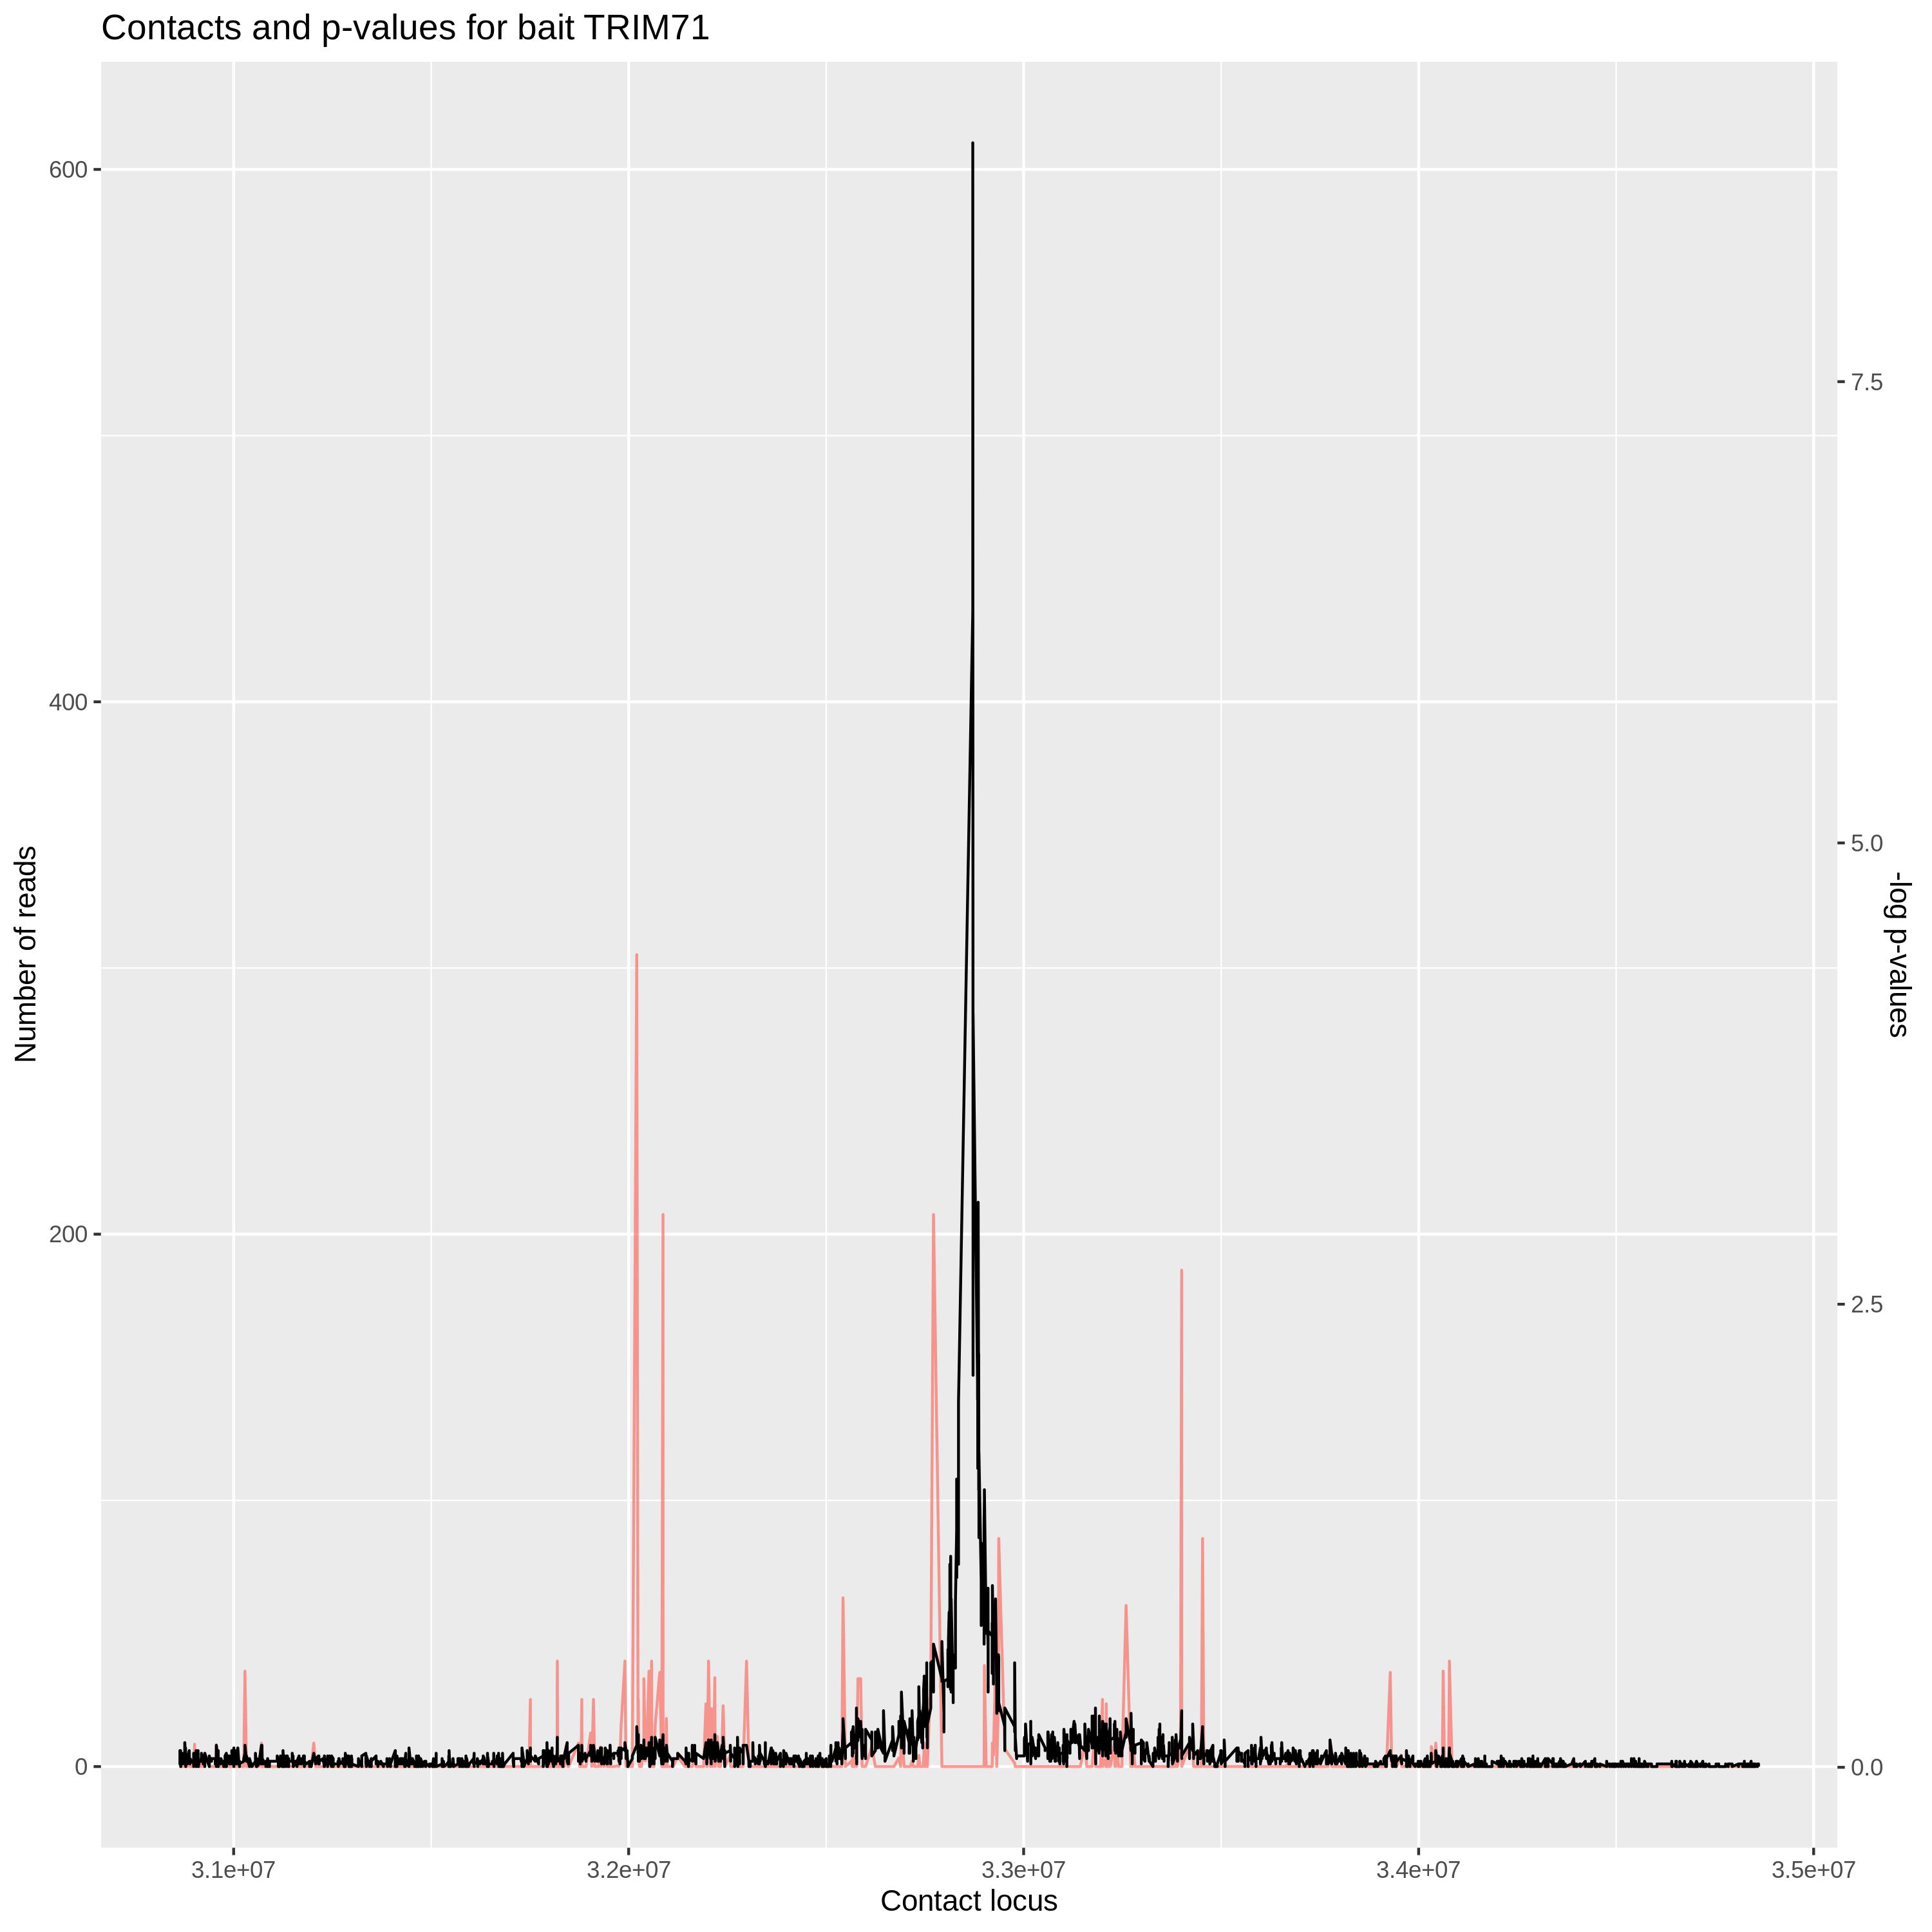 Contacts and p-values for bait TRIM71
600
400
200
0
Number of reads
7.5
5.0
2.5
0.0
-log p-values
3.1e+07
3.2e+07
3.3e+07
3.4e+07
3.5e+07
Contact locus